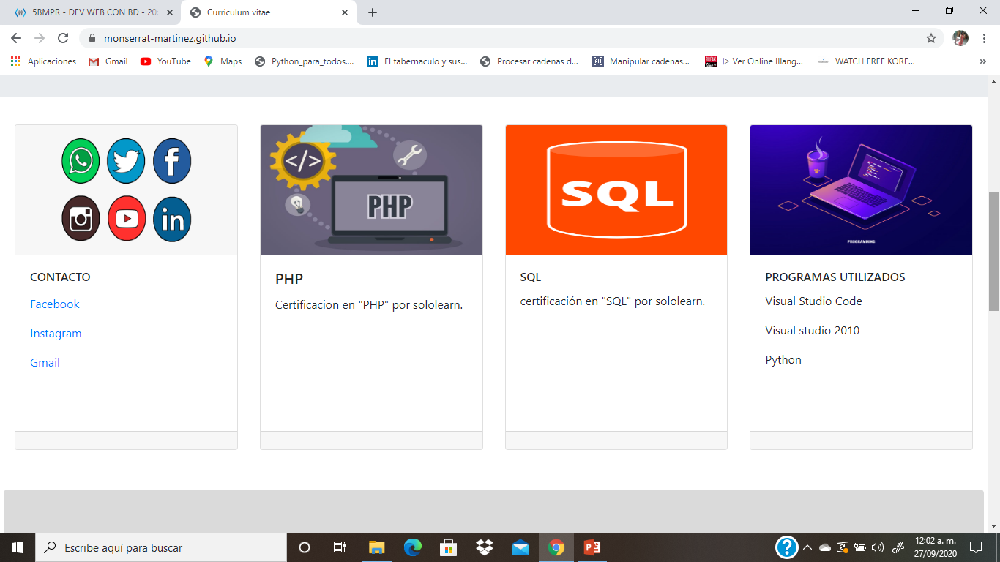 5BMPR - DEV WEB CON BD - 20
Curriculum vitae
monserrat-martinez.github.io
Aplicaciones
Gmail
YouTube
Maps
Python_para_todos....
El tabernaculo y sus...
Procesar cadenas d...
Manipular cadenas...
▷ Ver Online Illang...
WATCH FREE KORE...
</>
PHP
SQL
PROGRAMMING
CONTACTO
Facebook
Instagram
Gmail
PHP
Certificacion en "PHP" por sololearn.
SQL
certificación en "SQL" por sololearn.
PROGRAMAS UTILIZADOS
Visual Studio Code
Visual studio 2010
Python
Escribe aquí para buscar
12:02 a. m.
27/09/2020